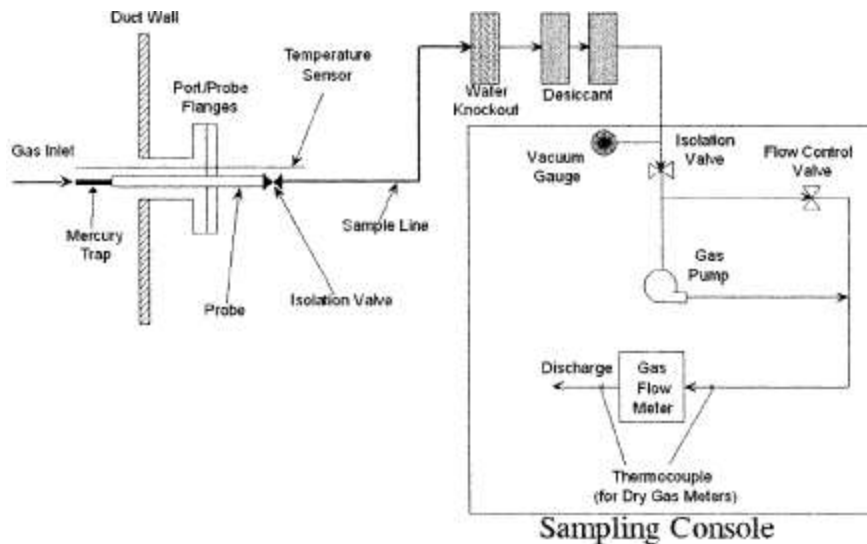 Duct Wall
Temperature
Sensor
Port/Probe
Flanges
Water
Knockout
Desiccant
Gas Inlet
Vacuum
Gauge
Isolation
Valve
Flow Control
Valve
Mercury
Trap
Sample Line
Probe
Isolation Valve
Gas
Pump
Discharge
Gas
Flow
Meter
Thermocouple
(for Dry Gas Meters)
Sampling Console